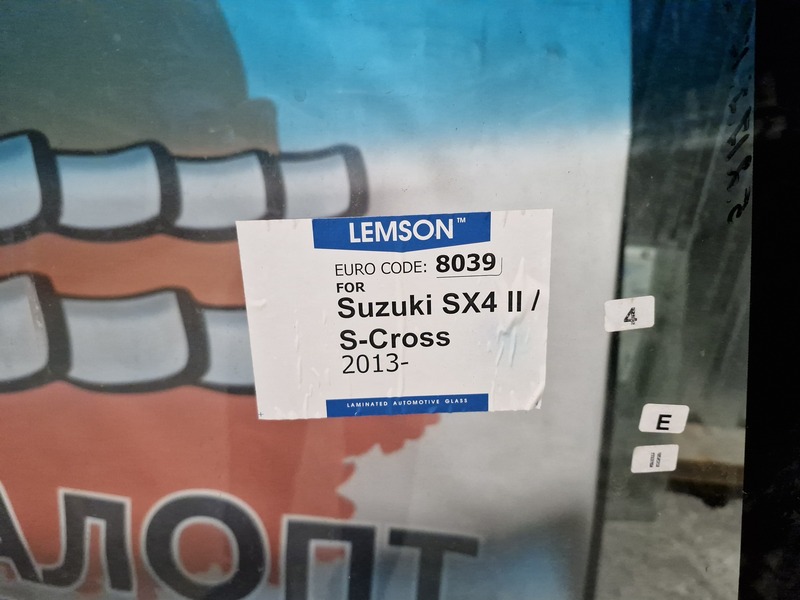 LEMSON™
EURO CODE: 8039
FOR
Suzuki SX4 II /
S-Cross
2013-
LAMINATED AUTOMOTIVE GLASS
4
E
АЛОПТ